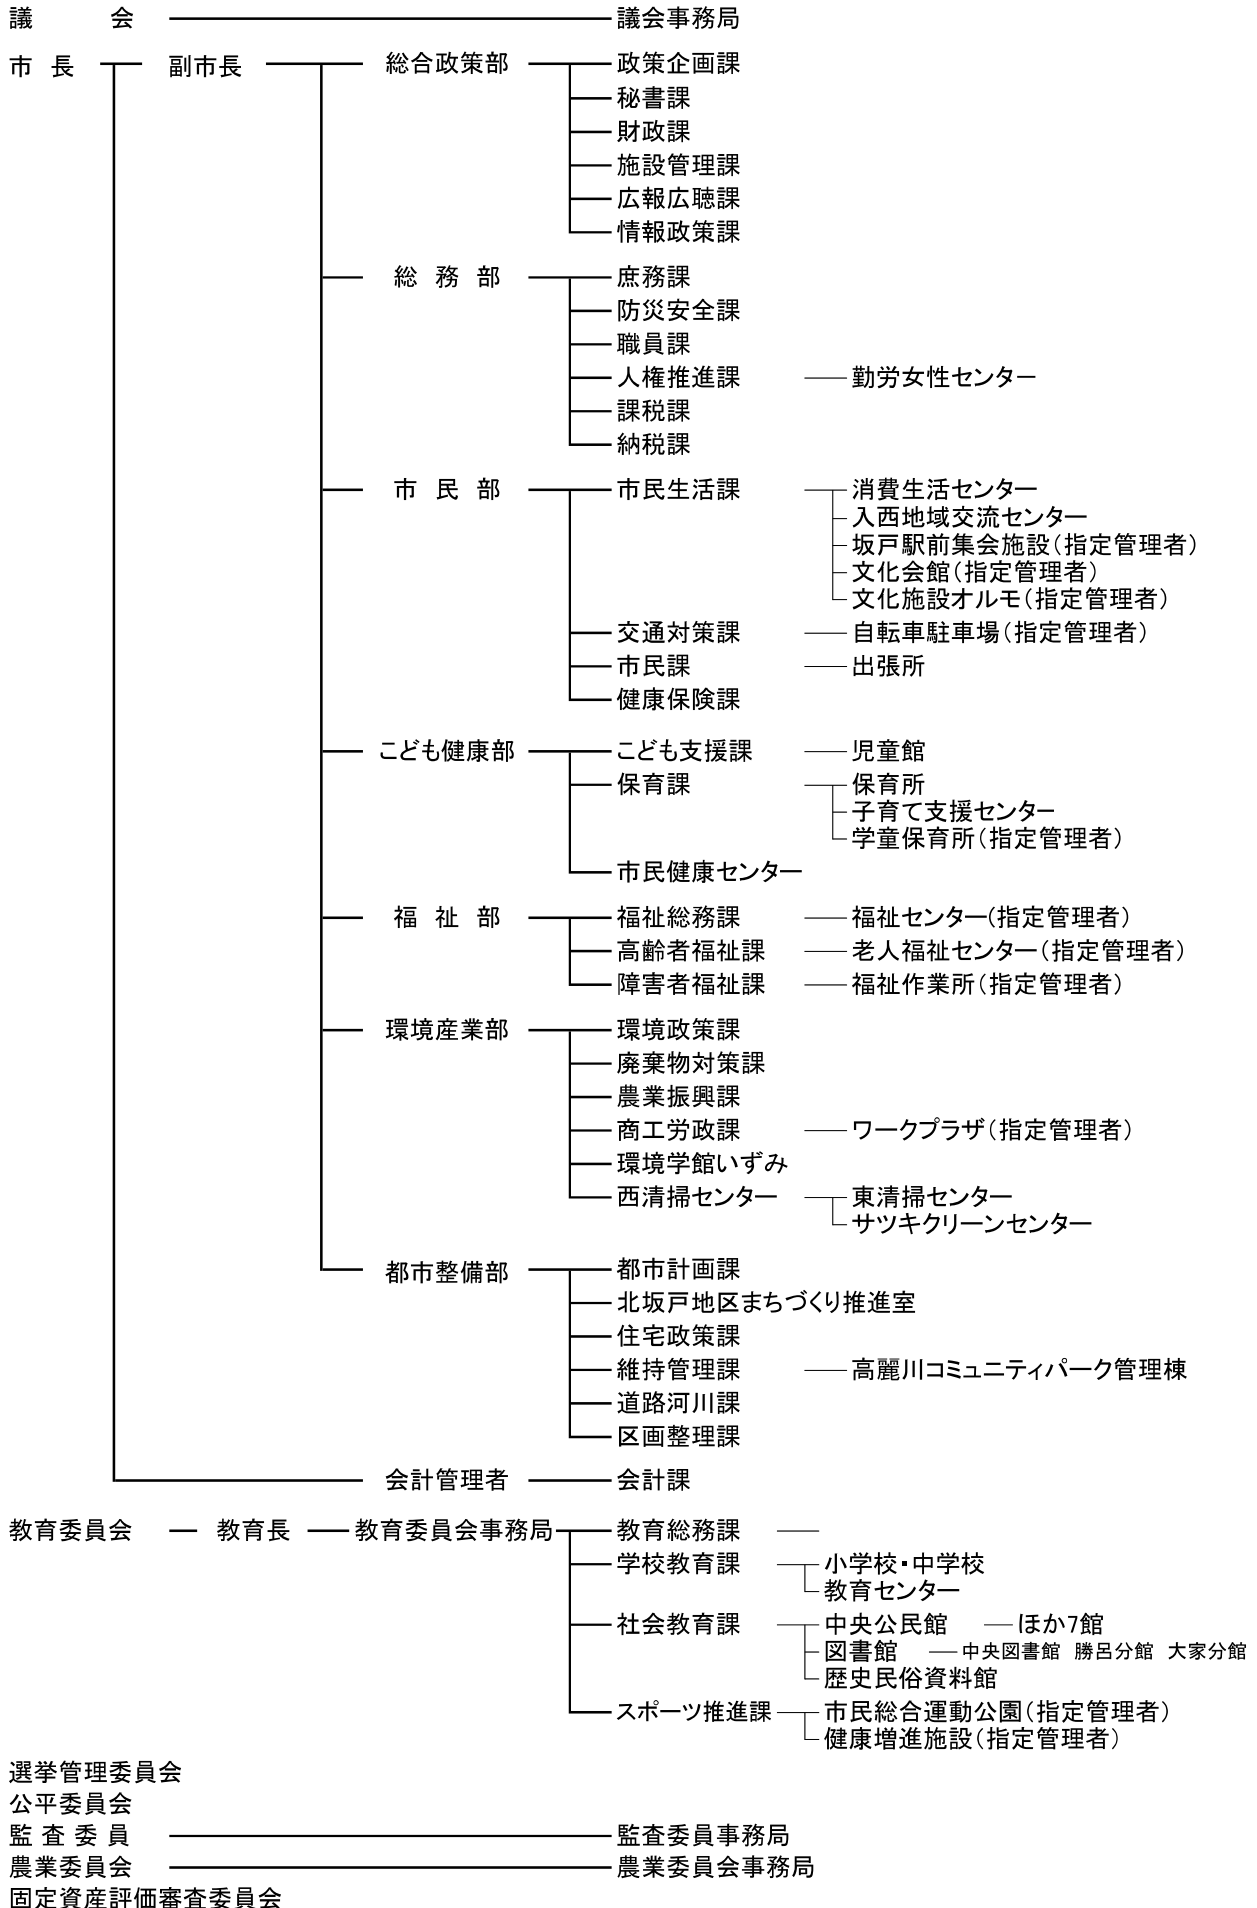 議会 議会事務局
市長 副市長 総合政策部 政策企画課
秘書課
財政課
施設管理課
広報広聴課
情報政策課
総務部 庶務課
防災安全課
職員課
人権推進課 勤労女性センター
課税課
納税課
市民部 市民生活課 消費生活センター
入西地域交流センター
坂戸駅前集会施設(指定管理者)
文化会館(指定管理者)
文化施設オルモ(指定管理者)
交通対策課 自転車駐車場(指定管理者)
市民課 出張所
健康保険課
こども健康部 こども支援課 児童館
保育課 保育所
子育て支援センター
学童保育所(指定管理者)
市民健康センター
福祉部 福祉総務課 福祉センター(指定管理者)
高齢者福祉課 老人福祉センター(指定管理者)
障害者福祉課 福祉作業所(指定管理者)
環境産業部 環境政策課
廃棄物対策課
農業振興課
商工労政課 ワークプラザ(指定管理者)
環境学館いずみ
西清掃センター 東清掃センター
サツキクリーンセンター
都市整備部 都市計画課
北坂戸地区まちづくり推進室
住宅政策課
維持管理課 高麗川コミュニティパーク管理棟
道路河川課
区画整理課
会計管理者 会計課
教育委員会 教育長 教育委員会事務局 教育総務課
学校教育課 小学校・中学校
教育センター
社会教育課 中央公民館 ほか7館
図書館 中央図書館 勝呂分館 大家分館
歴史民俗資料館
スポーツ推進課 市民総合運動公園(指定管理者)
健康増進施設(指定管理者)
選挙管理委員会
公平委員会
監査委員 監査委員事務局
農業委員会 農業委員会事務局
固定資産評価審査委員会